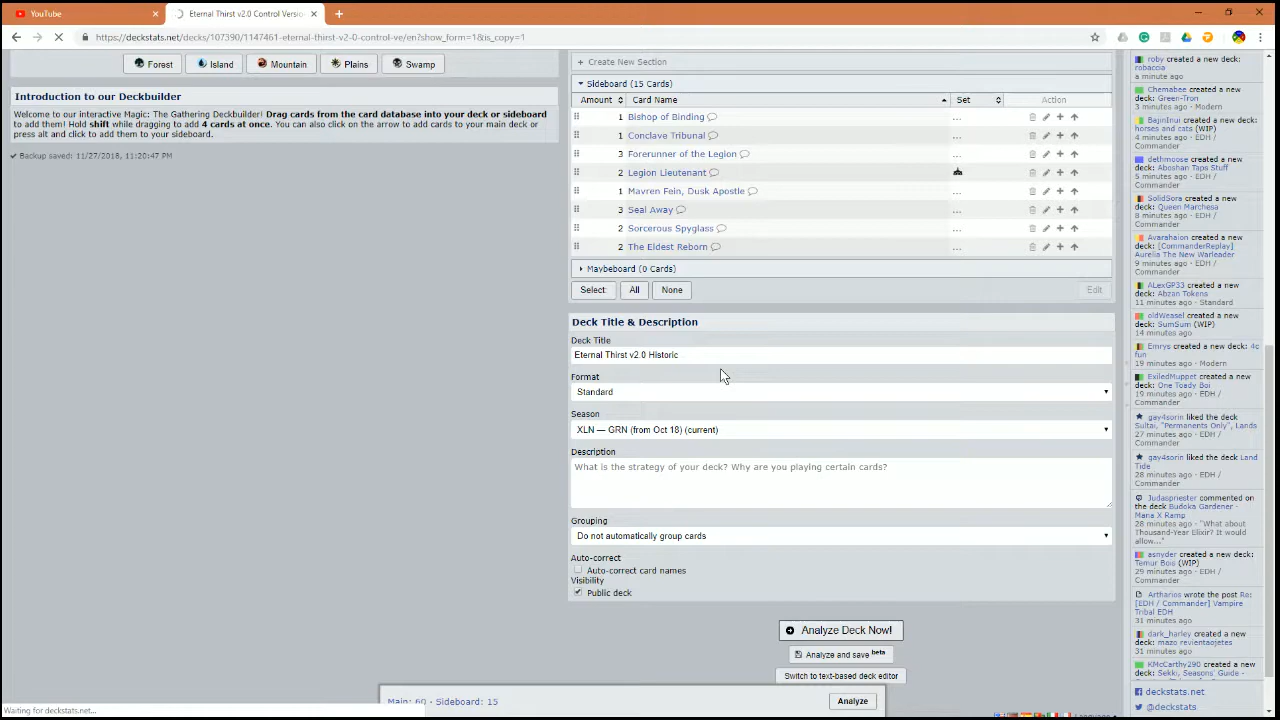 YouTube
Eternal Thirst v2.0 Control Versio
https://deckstats.net/decks/107390/1147461-eternal-thirst-v2-0-control-ve/en?show_form=1&is_copy=1
Forest
Island
Mountain
Plains
Swamp
Introduction to our Deckbuilder
Welcome to our interactive Magic: The Gathering Deckbuilder! Drag cards from the card database into your deck or sideboard
to add them! Hold shift while dragging to add 4 cards at once. You can also click on the arrow to add cards to your main deck or
press alt and click to add them to your sideboard.
Backup saved: 11/27/2018, 11:20:47 PM
+ Create New Section
Sideboard (15 Cards)
Amount Card Name Set Action
1 Bishop of Binding ...
1 Conclave Tribunal ...
3 Forerunner of the Legion ...
2 Legion Lieutenant
1 Mavren Fein, Dusk Apostle ...
3 Seal Away ...
2 Sorcerous Spyglass ...
2 The Eldest Reborn ...
Maybeboard (0 Cards)
Select: All None Edit
Deck Title & Description
Deck Title
Eternal Thirst v2.0 Historic
Format
Standard
Season
XLN — GRN (from Oct 18) (current)
Description
What is the strategy of your deck? Why are you playing certain cards?
Grouping
Do not automatically group cards
Auto-correct
Auto-correct card names
Visibility
Public deck
Analyze Deck Now!
Analyze and save beta
Switch to text-based deck editor
Main: 60 - Sideboard: 15
Analyze
Waiting for deckstats.net...
roby created a new deck:
robaccia
a minute ago
Chemabee created a new
deck: Green-Tron
3 minutes ago - Modern
BajinInui created a new deck:
horses and cats (WIP)
4 minutes ago - EDH /
Commander
dethmoose created a new
deck: Aboshan Taps Stuff
5 minutes ago - EDH /
Commander
SolidSora created a new
deck: Queen Marchesa
8 minutes ago - EDH /
Commander
Avarahaion created a new
deck: [CommanderReplay]
Aurelia The New Warleader
9 minutes ago - EDH /
Commander
ALexGP33 created a new
deck: Abzan Tokens
11 minutes ago - Standard
oldWeasel created a new
deck: SumSum (WIP)
14 minutes ago
Emrys created a new deck: 4c
fun
19 minutes ago - Modern
ExiledMuppet created a new
deck: One Toady Boi
19 minutes ago - EDH /
Commander
gay4sorin liked the deck
Sultai, "Permanents Only", Lands
27 minutes ago - EDH /
Commander
gay4sorin liked the deck Land
Tide
28 minutes ago - EDH /
Commander
Judaspriester commented on
the deck Budoka Gardener -
Mana X Ramp
28 minutes ago - "What about
Thousand-Year Elixir? It would
allow..."
asnyder created a new deck:
Temur Bois (WIP)
29 minutes ago - EDH /
Commander
Artharios wrote the post Re:
[EDH / Commander] Vampire
Tribal EDH
31 minutes ago
dark_harley created a new
deck: mazo revientaojetes
31 minutes ago
KMcCarthy290 created a new
deck: Sekki, Seasons' Guide -
deckstats.net
@deckstats